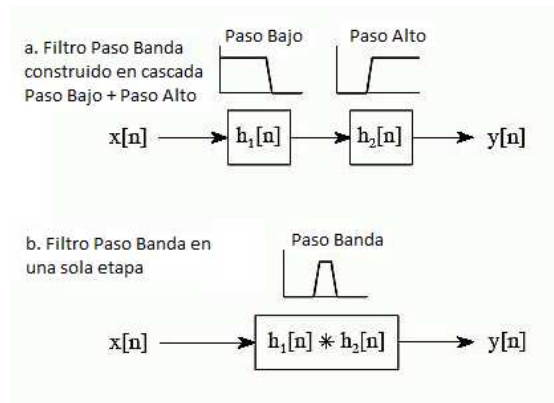 a. Filtro Paso Banda
construido en cascada
Paso Bajo + Paso Alto
Paso Bajo
Paso Alto
x[n]
h₁[n]
h₂[n]
y[n]
b. Filtro Paso Banda en
una sola etapa
Paso Banda
x[n]
h₁[n] ∗ h₂[n]
y[n]